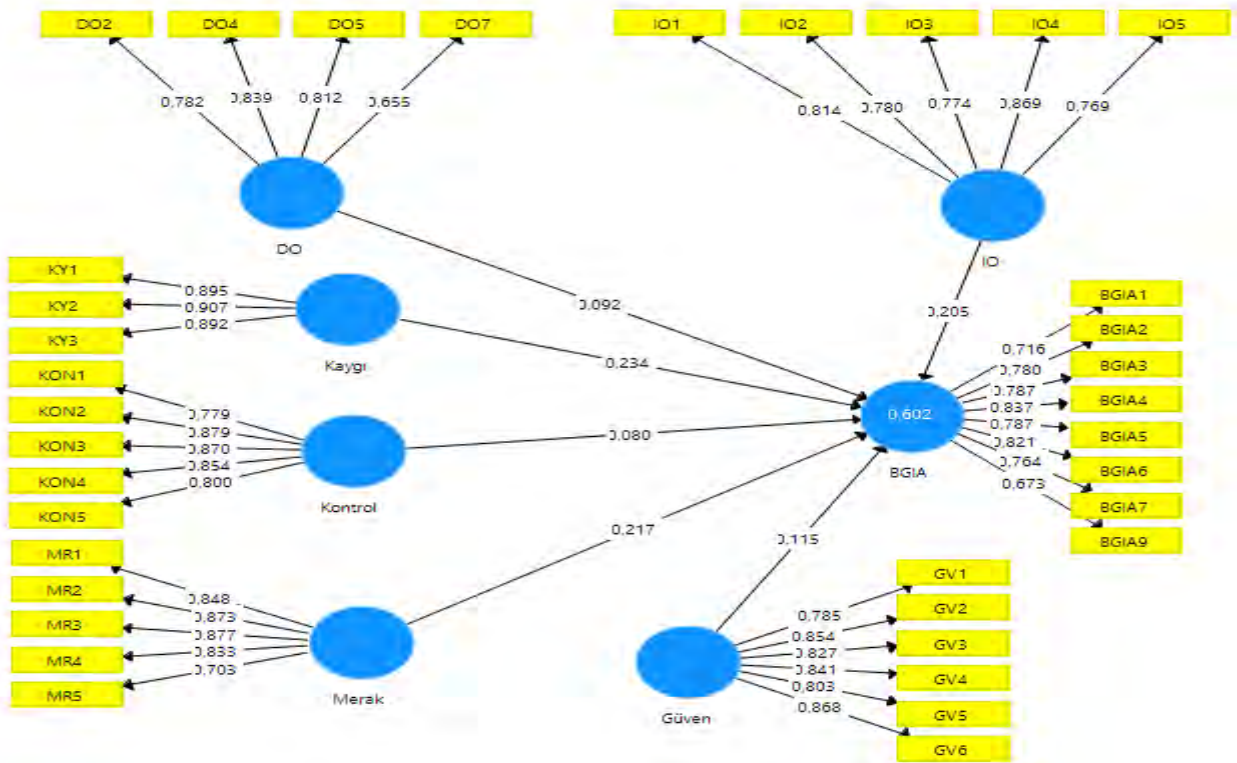 DO2 DO4 DO5 DO7
IO1 IO2 IO3 IO4 IO5
0,782 0,839 0,812 0,655
0,814 0,780 0,774 0,869 0,769
DO
IO
KY1
KY2
KY3
0,895
0,907
0,892
Kaygı
0,092
0,234
0,205
KON1
KON2
KON3
KON4
KON5
0,779
0,879
0,870
0,854
0,800
Kontrol
0,080
0,602
BGIA
BGIA1
BGIA2
BGIA3
BGIA4
BGIA5
BGIA6
BGIA7
BGIA9
0,716
0,780
0,787
0,837
0,787
0,821
0,764
0,673
MR1
MR2
MR3
MR4
MR5
0,848
0,873
0,877
0,833
0,703
Merak
0,217
0,115
Güven
GV1
GV2
GV3
GV4
GV5
GV6
0,785
0,854
0,827
0,841
0,803
0,868